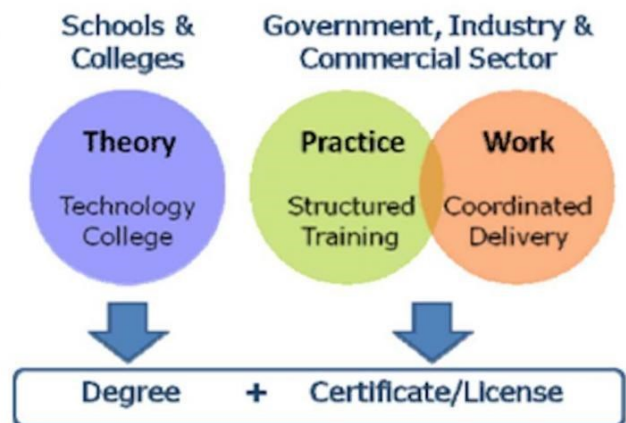 Schools &
Colleges
Government, Industry &
Commercial Sector
Theory
Technology
College
Practice
Structured
Training
Work
Coordinated
Delivery
Degree + Certificate/License